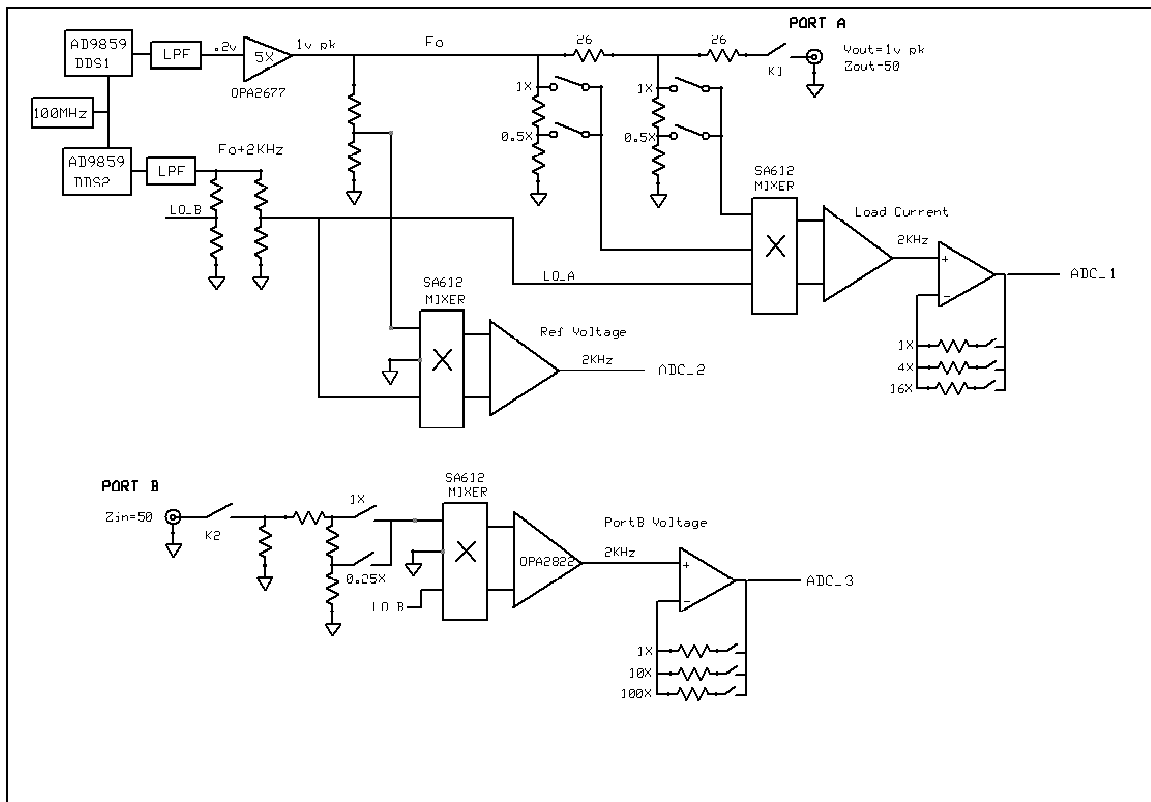 PORT A
AD9859
DDS1
LPF
.2v
5X
1v pk
Fo
26
26
K1
Vout=1v pk
Zout=50
OPA2677
100MHz
1X
0.5X
1X
0.5X
AD9859
DDS2
LPF
Fo+2KHz
LO_B
SA612
MIXER
X
Load Current
2KHz
+
-
ADC_1
LO_A
1X
4X
16X
SA612
MIXER
X
Ref Voltage
2KHz
ADC_2
PORT B
Zin=50
K2
1X
0.25X
LO_B
SA612
MIXER
X
OPA2822
PortB Voltage
2KHz
+
-
ADC_3
1X
10X
100X